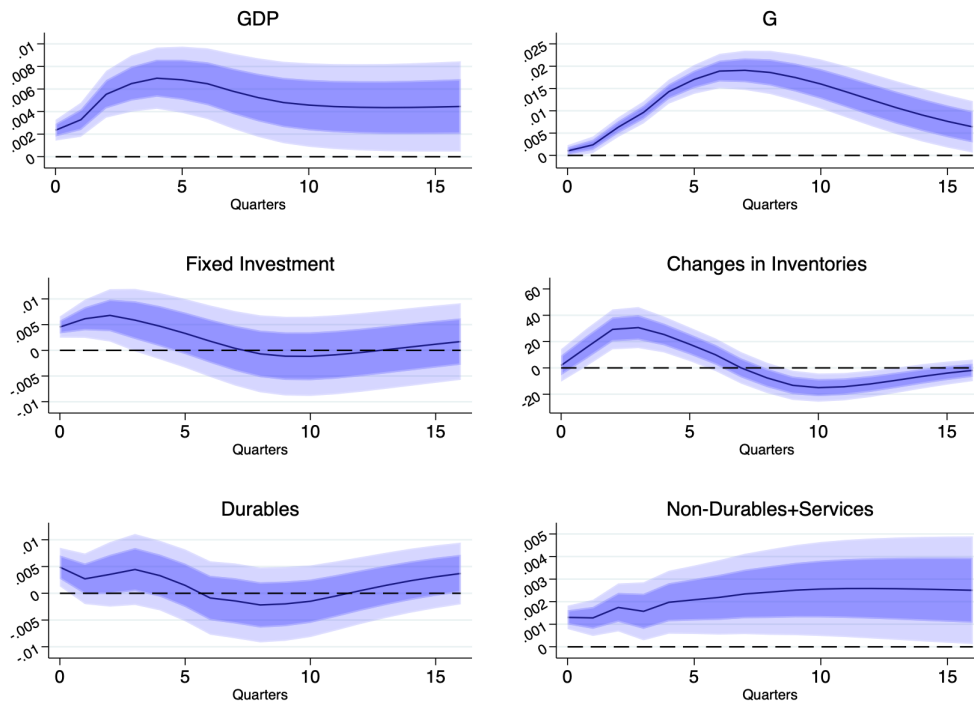 GDP
.01
.008
.006
.004
.002
0
0 5 10 15
Quarters
G
.025
.02
.015
.01
.005
0
0 5 10 15
Quarters
Fixed Investment
.01
.005
0
-.005
-.01
0 5 10 15
Quarters
Changes in Inventories
60
40
20
0
-20
0 5 10 15
Quarters
Durables
.01
.005
0
-.005
-.01
0 5 10 15
Quarters
Non-Durables+Services
.005
.004
.003
.002
.001
0
0 5 10 15
Quarters